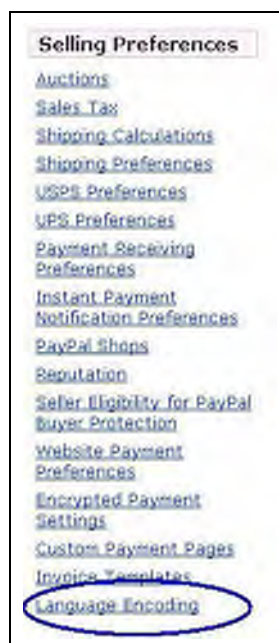 Selling Preferences
Auctions
Sales Tax
Shipping Calculations
Shipping Preferences
USPS Preferences
UPS Preferences
Payment Receiving
Preferences
Instant Payment
Notification Preferences
PayPal Shops
Reputation
Seller Eligibility for PayPal
Buyer Protection
Website Payment
Preferences
Encrypted Payment
Settings
Custom Payment Pages
Invoice Templates
Language Encoding